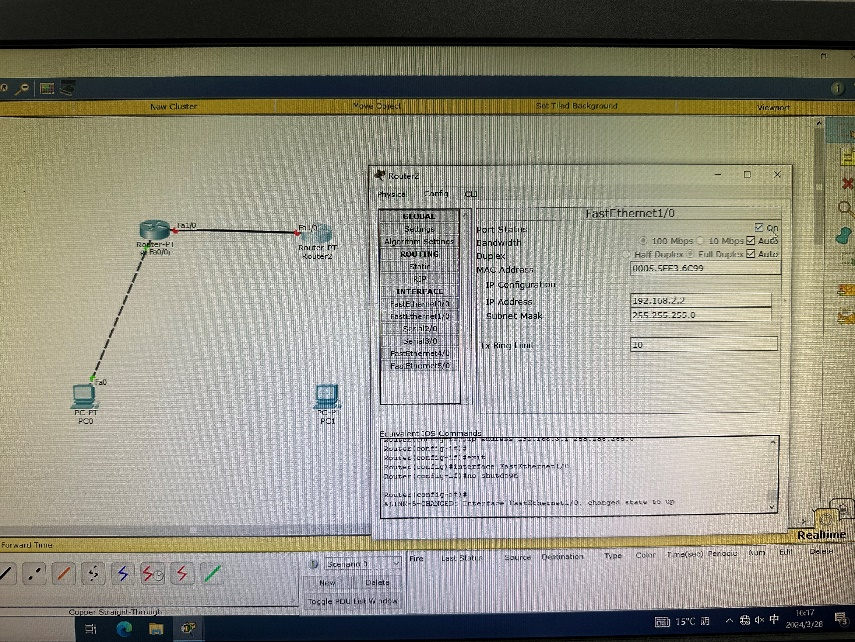 New Cluster
Move Object
Set Tiled Background
Viewport
Router2
Physical
Config
CLI
GLOBAL
Settings
Algorithm Settings
ROUTING
Static
RIP
INTERFACE
FastEthernet0/0
FastEthernet1/0
Serial2/0
Serial3/0
FastEthernet4/0
FastEthernet5/0
FastEthernet1/0
Port Status
On
Bandwidth
100 Mbps
10 Mbps
Auto
Duplex
Half Duplex
Full Duplex
Auto
MAC Address
0005.5EE3.6C99
IP Configuration
IP Address
192.168.2.2
Subnet Mask
255.255.255.0
Tx Ring Limit
10
Equivalent IOS Commands
Router(config-if)#
Router(config-if)#exit
Router(config)#interface FastEthernet1/0
Router(config-if)#no shutdown
Router(config-if)#
%LINK-5-CHANGED: Interface FastEthernet1/0, changed state to up
Fa1/0
Router-PT
Fa0/0
Fa1/0
Router-PT
Router2
Fa0
PC-PT
PC0
PC1
Realtime
Forward Time
Scenario 0
New
Delete
Toggle PDU List Window
Fire
Last Status
Source
Destination
Type
Color
Time(sec)
Periodic
Num
Edit
Delete
Copper Straight-Through
15°C 阴
中
16:17
2024/3/28